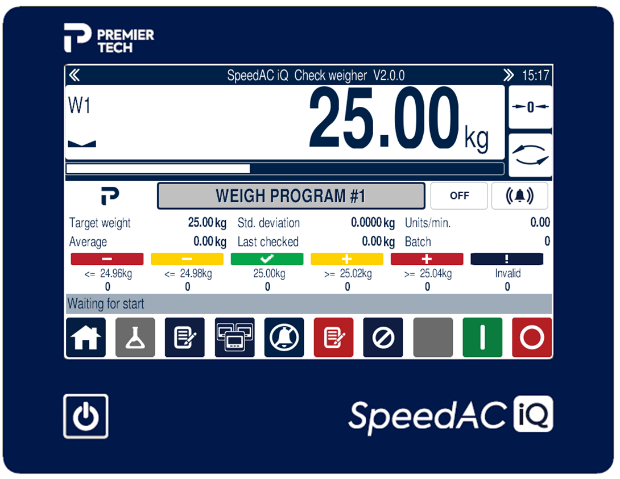 PREMIER
TECH
SpeedAC iQ Check weigher V2.0.0 15:17
W1
25.00 kg
0
WEIGH PROGRAM #1 OFF
Target weight 25.00 kg Std. deviation 0.0000 kg Units/min. 0.00
Average 0.00 kg Last checked 0.00 kg Batch 0
<= 24.96kg <= 24.98kg 25.00kg >= 25.02kg >= 25.04kg Invalid
0 0 0 0 0 0
Waiting for start
SpeedAC iQ